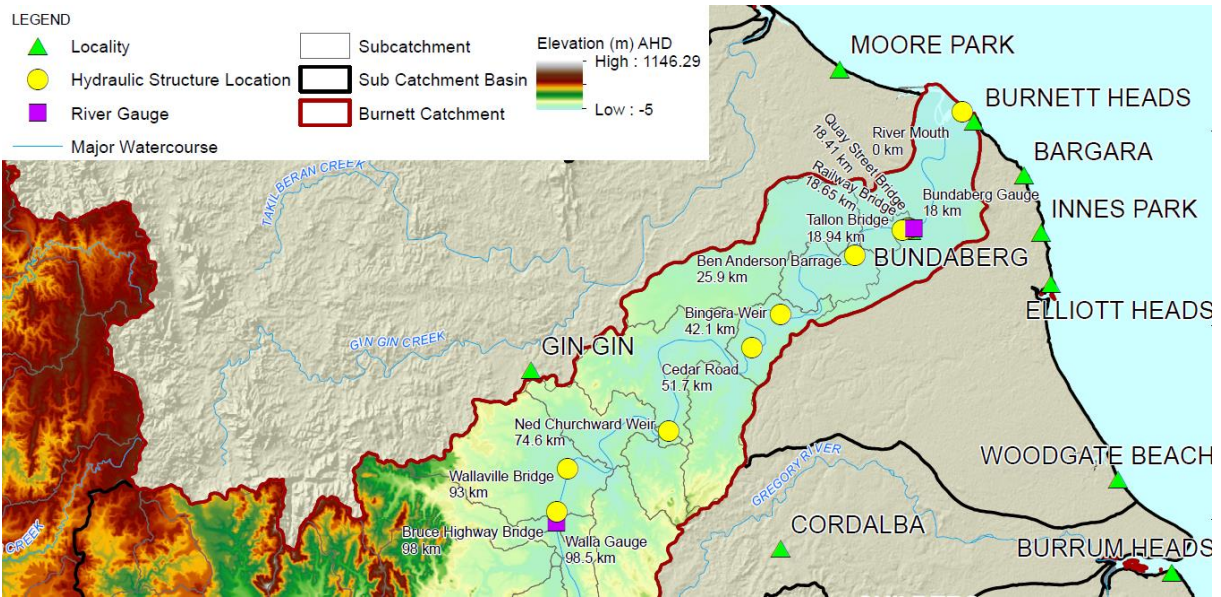 LEGEND
Locality
Hydraulic Structure Location
River Gauge
Major Watercourse
Subcatchment
Sub Catchment Basin
Burnett Catchment
Elevation (m) AHD
High : 1146.29
Low : -5
MOORE PARK
BURNETT HEADS
River Mouth
0 km
BARGARA
Quay Street Bridge
18.41 km
Railway Bridge
18.65 km
Bundaberg Gauge
18 km
INNES PARK
Tallon Bridge
18.94 km
BUNDABERG
Ben Anderson Barrage
25.9 km
ELLIOTT HEADS
TAKILBERAN CREEK
Bingera Weir
42.1 km
GIN GIN CREEK
GIN GIN
Cedar Road
51.7 km
Ned Churchward Weir
74.6 km
WOODGATE BEACH
Wallaville Bridge
93 km
GREGORY RIVER
CORDALBA
Bruce Highway Bridge
98 km
Walla Gauge
98.5 km
BURRUM HEADS
CREEK